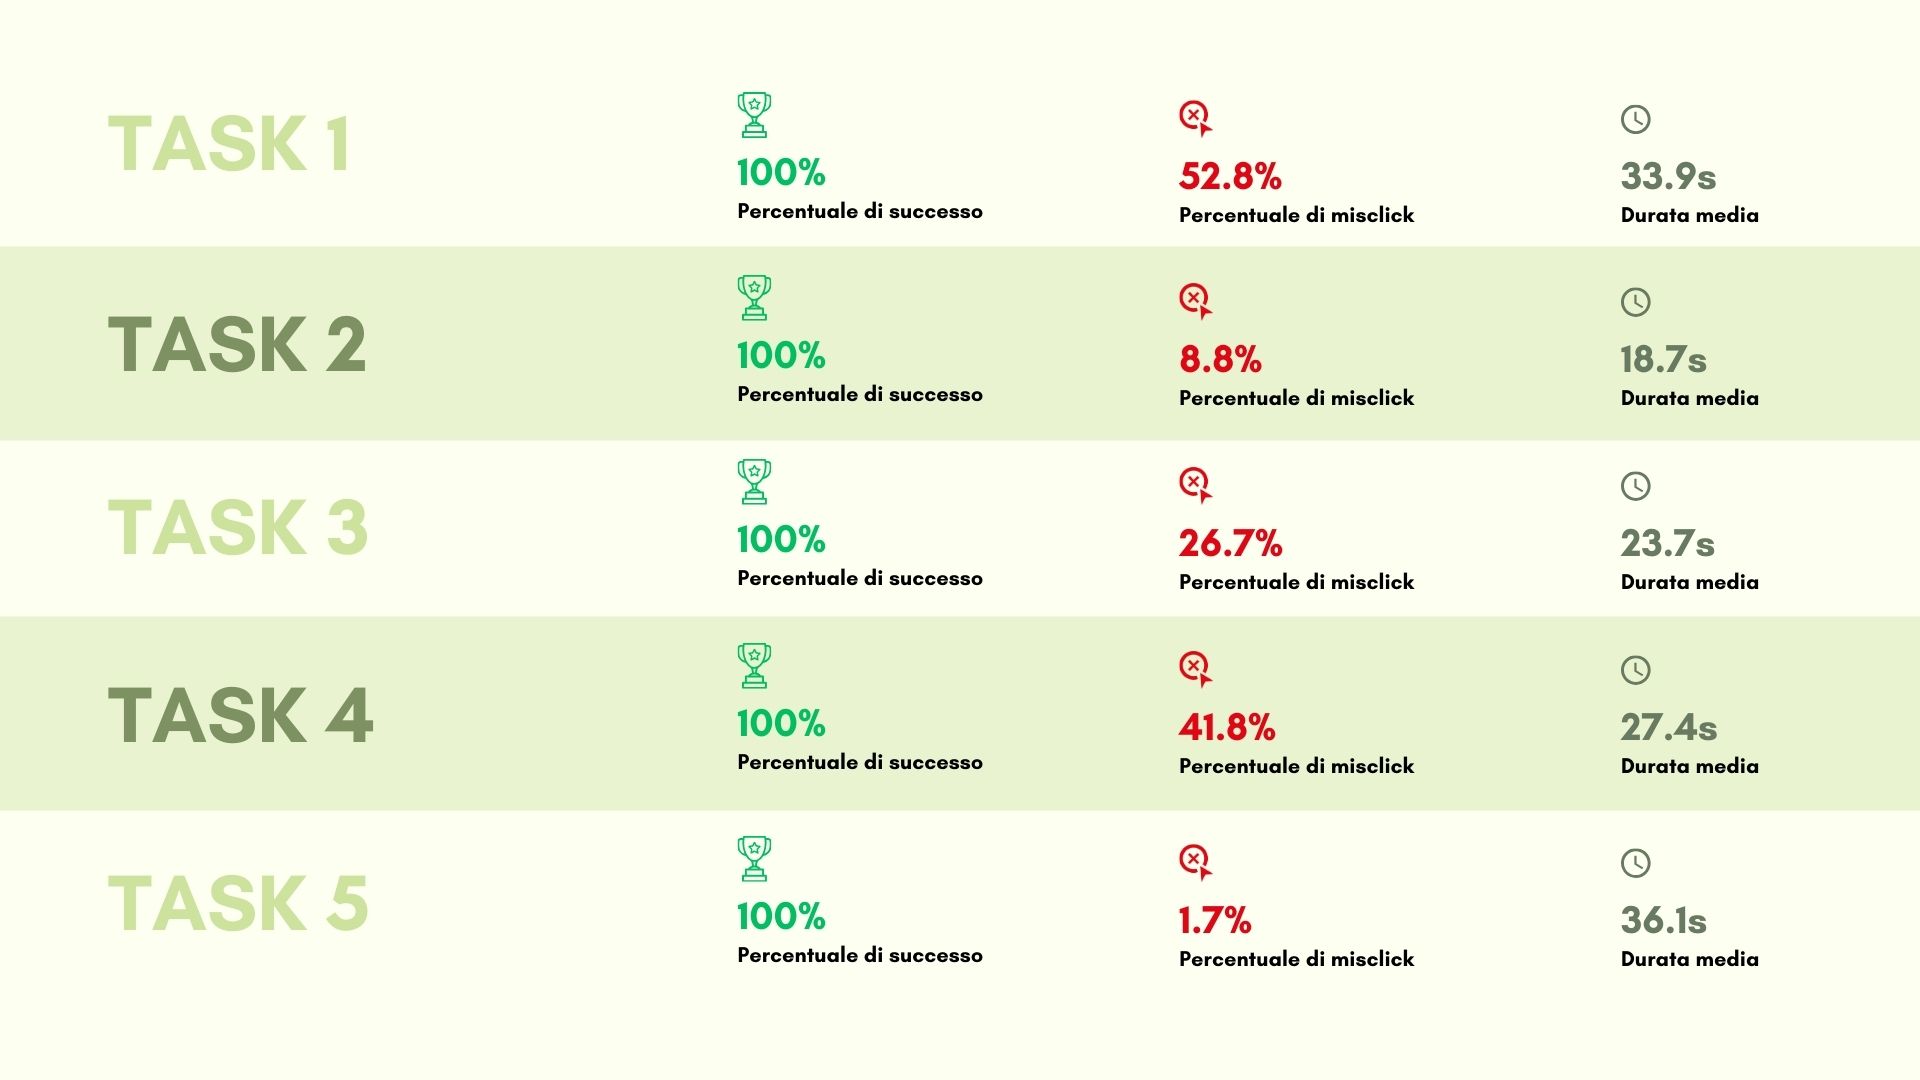 TASK 1
100%
Percentuale di successo
52.8%
Percentuale di misclick
33.9s
Durata media
TASK 2
100%
Percentuale di successo
8.8%
Percentuale di misclick
18.7s
Durata media
TASK 3
100%
Percentuale di successo
26.7%
Percentuale di misclick
23.7s
Durata media
TASK 4
100%
Percentuale di successo
41.8%
Percentuale di misclick
27.4s
Durata media
TASK 5
100%
Percentuale di successo
1.7%
Percentuale di misclick
36.1s
Durata media